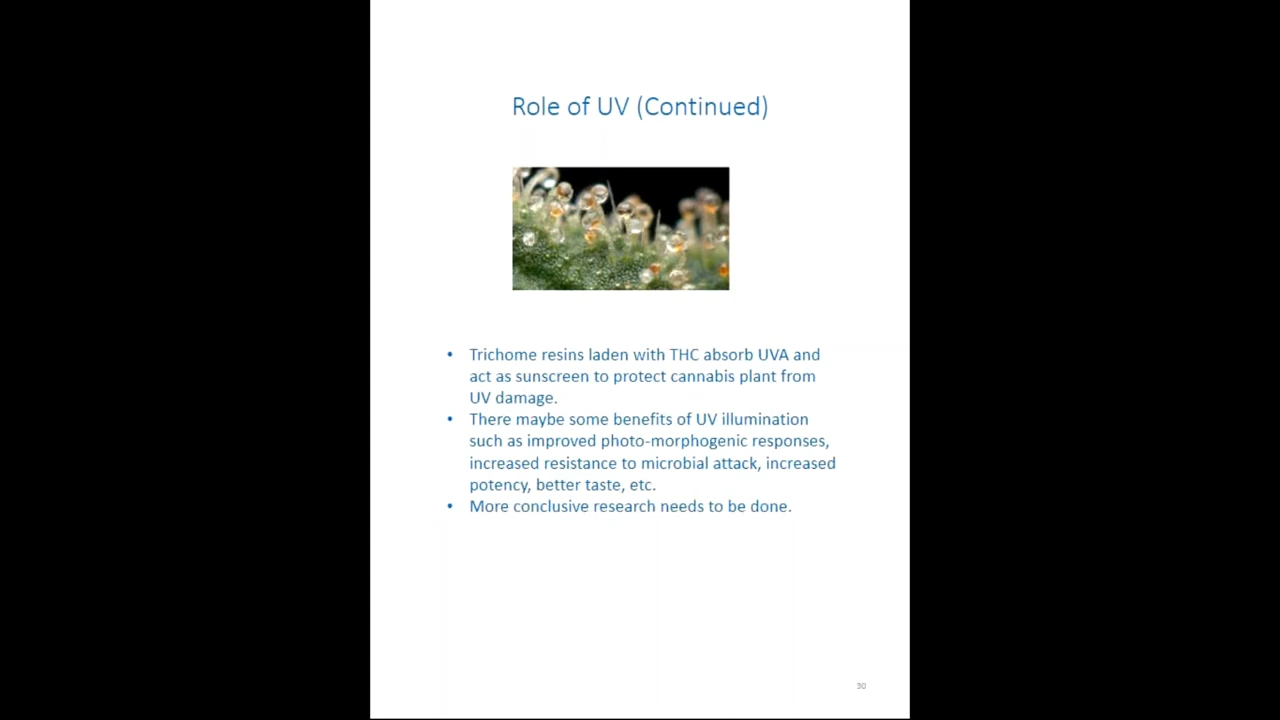 Role of UV (Continued)
• Trichome resins laden with THC absorb UVA and
act as sunscreen to protect cannabis plant from
UV damage.
• There maybe some benefits of UV illumination
such as improved photo-morphogenic responses,
increased resistance to microbial attack, increased
potency, better taste, etc.
• More conclusive research needs to be done.
30